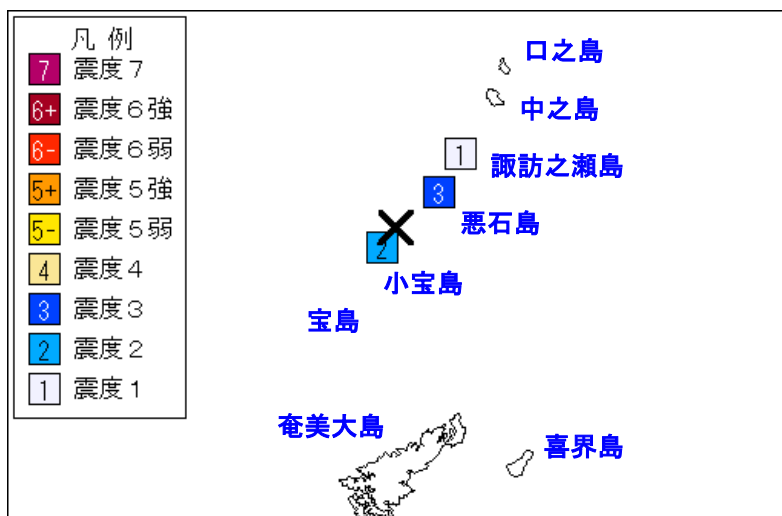 凡 例
7 震度７
6+ 震度６強
6- 震度６弱
5+ 震度５強
5- 震度５弱
4 震度４
3 震度３
2 震度２
1 震度１
口之島
中之島
1
諏訪之瀬島
3
悪石島
2
小宝島
宝島
奄美大島
喜界島